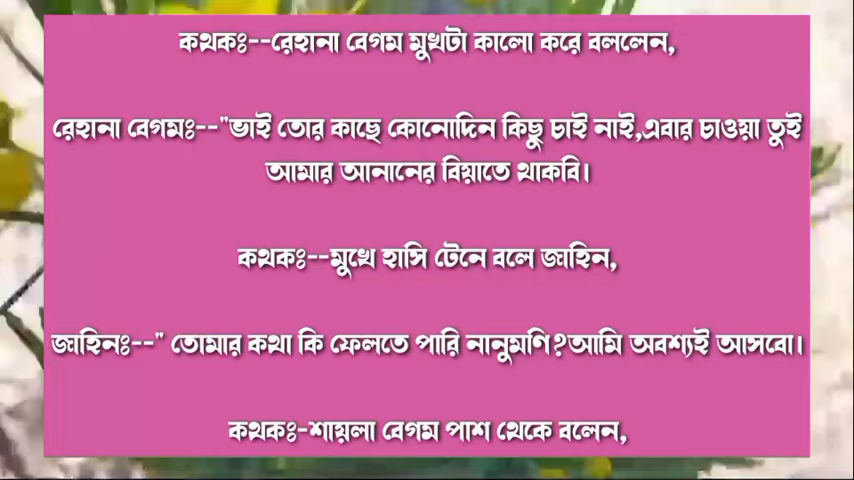 কথকঃ--রেহানা বেগম মুখটা কালো করে বললেন,
রেহানা বেগমঃ--"ভাই তোর কাছে কোনোদিন কিছু চাই নাই,এবার চাওয়া তুই
আমার আনানের বিয়াতে থাকবি।
কথকঃ--মুখে হাসি টেনে বলে জাহিন,
জাহিনঃ--" তোমার কথা কি ফেলতে পারি নানুমণি?আমি অবশ্যই আসবো।
কথকঃ-শায়লা বেগম পাশ থেকে বলেন,